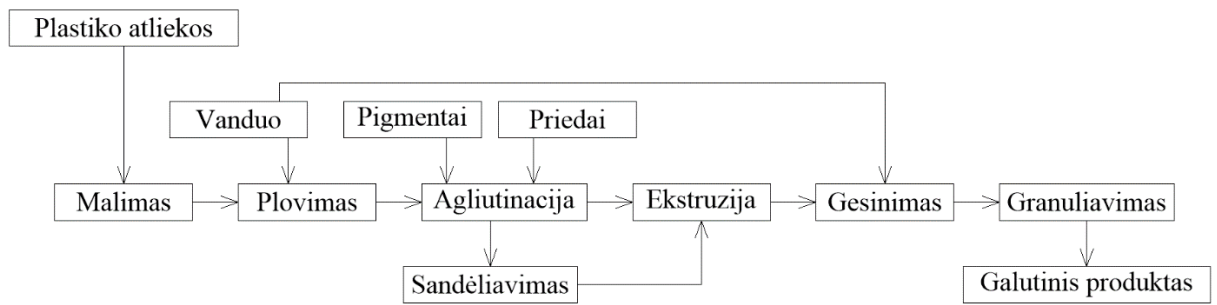 Plastiko atliekos
Vanduo
Pigmentai
Priedai
Malimas
Plovimas
Agliutinacija
Ekstruzija
Gesinimas
Granuliavimas
Sandėliavimas
Galutinis produktas